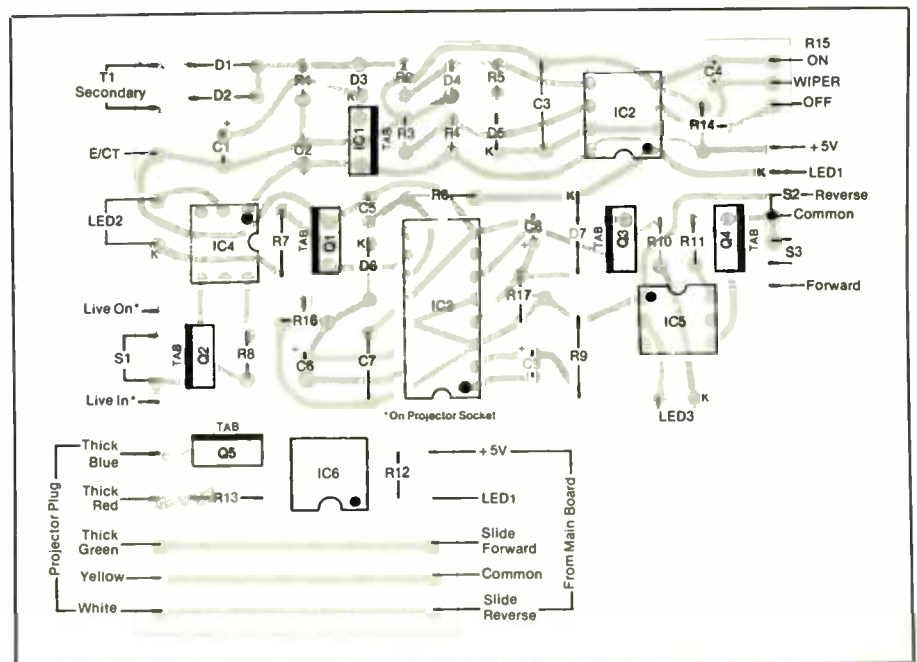 R15
T1
Secondary
D1
D2
R1
D3
K
R2
D4
R5
C3
C4
ON
WIPER
OFF
IC2
R14
+5V
C1
+
C2
IC1
TAB
R3
R4
+
D5
K
E/CT
K
LED1
LED2
K
IC4
R7
TAB
Q1
C5
K
D6
R6
K
D7
TAB
Q3
R10
R11
Q4
TAB
S2
Reverse
Common
S3
Forward
IC3
R17
IC5
Live On*
S1
Live In*
TAB
Q2
R8
R16
+
C6
C7
+
R9
*On Projector Socket
LED3
K
Projector Plug
Thick
Blue
TAB
Q5
IC6
R12
+5V
Thick
Red
R13
LED1
Thick
Green
Slide
Forward
Yellow
Common
White
Slide
Reverse
From Main Board